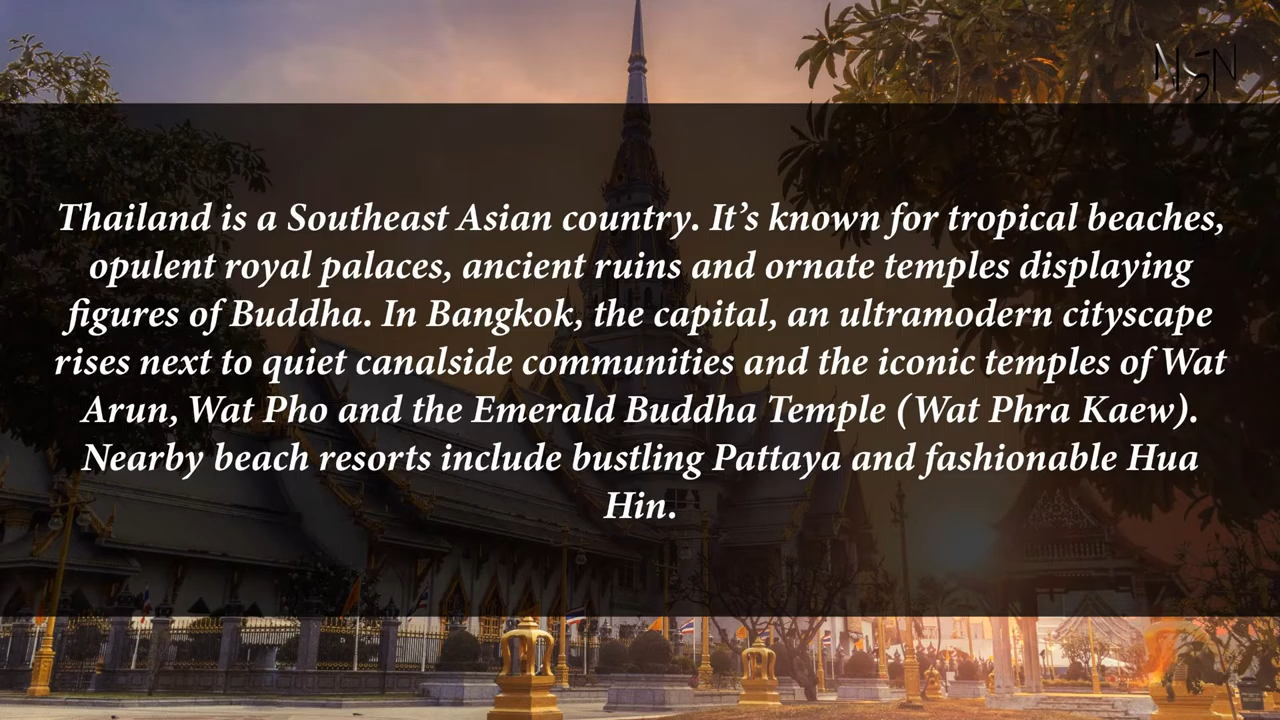 NSN
Thailand is a Southeast Asian country. It’s known for tropical beaches,
opulent royal palaces, ancient ruins and ornate temples displaying
figures of Buddha. In Bangkok, the capital, an ultramodern cityscape
rises next to quiet canalside communities and the iconic temples of Wat
Arun, Wat Pho and the Emerald Buddha Temple (Wat Phra Kaew).
Nearby beach resorts include bustling Pattaya and fashionable Hua
Hin.